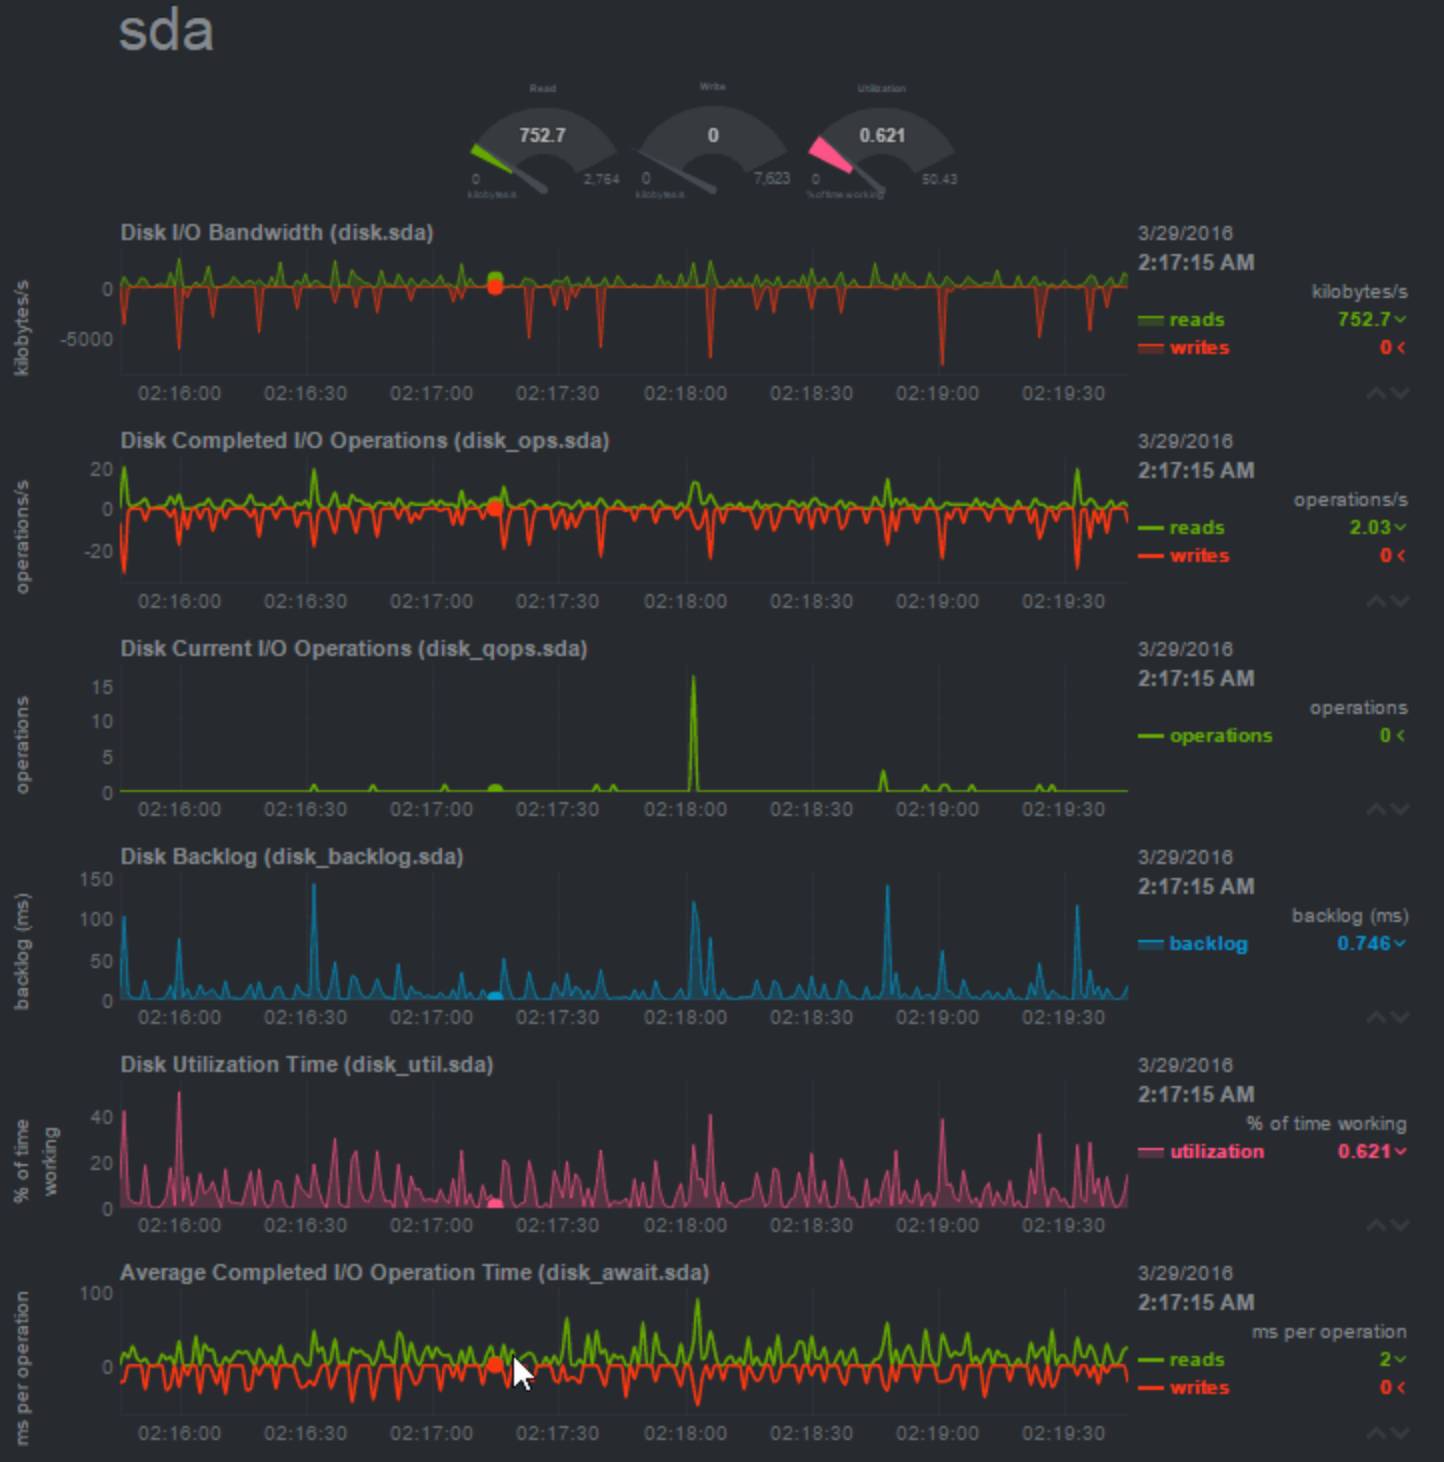 sda
Read Write Utilization
752.7 0 0.621
0 2,764 0 7,623 0 50.43
kilobytes/s kilobytes/s % of time working
Disk I/O Bandwidth (disk.sda)
3/29/2016
2:17:15 AM
kilobytes/s
0
-5000
kilobytes/s
reads 752.7
writes 0
02:16:00 02:16:30 02:17:00 02:17:30 02:18:00 02:18:30 02:19:00 02:19:30
Disk Completed I/O Operations (disk_ops.sda)
3/29/2016
2:17:15 AM
operations/s
20
0
-20
operations/s
reads 2.03
writes 0
02:16:00 02:16:30 02:17:00 02:17:30 02:18:00 02:18:30 02:19:00 02:19:30
Disk Current I/O Operations (disk_qops.sda)
3/29/2016
2:17:15 AM
operations
15
10
5
0
operations
operations 0
02:16:00 02:16:30 02:17:00 02:17:30 02:18:00 02:18:30 02:19:00 02:19:30
Disk Backlog (disk_backlog.sda)
3/29/2016
2:17:15 AM
backlog (ms)
150
100
50
0
backlog (ms)
backlog 0.746
02:16:00 02:16:30 02:17:00 02:17:30 02:18:00 02:18:30 02:19:00 02:19:30
Disk Utilization Time (disk_util.sda)
3/29/2016
2:17:15 AM
% of time
working
40
20
0
% of time working
utilization 0.621
02:16:00 02:16:30 02:17:00 02:17:30 02:18:00 02:18:30 02:19:00 02:19:30
Average Completed I/O Operation Time (disk_await.sda)
3/29/2016
2:17:15 AM
ms per operation
100
0
ms per operation
reads 2
writes 0
02:16:00 02:16:30 02:17:00 02:17:30 02:18:00 02:18:30 02:19:00 02:19:30